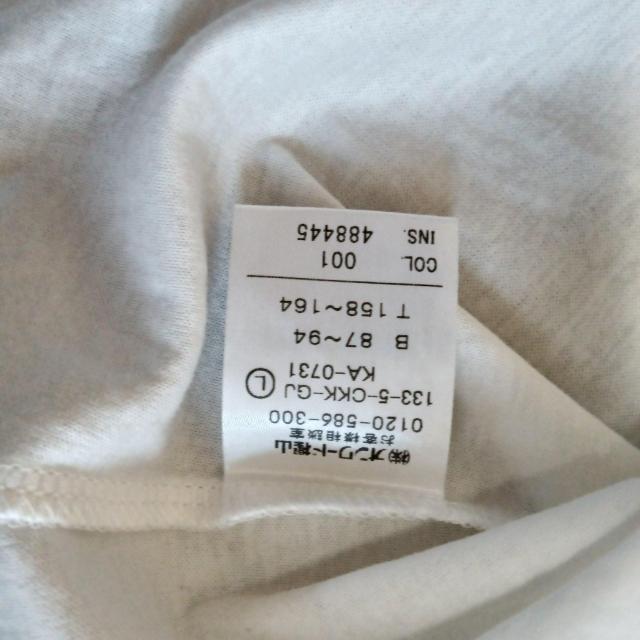 ㈱オンワード樫山
お客様相談室
0120-586-300
133-5-CKK-GJ
KA-0731
Ⓛ
B 87~94
T 158~164
COL. 001
INS. 488445